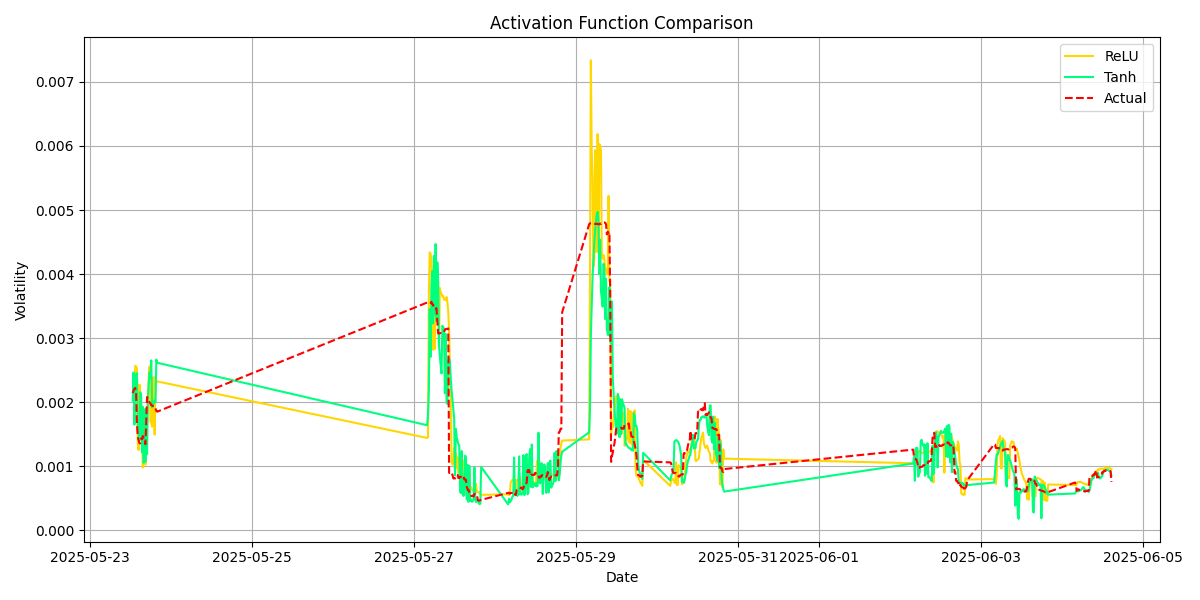 Activation Function Comparison
ReLU
Tanh
Actual
Volatility
0.007
0.006
0.005
0.004
0.003
0.002
0.001
0.000
2025-05-23
2025-05-25
2025-05-27
2025-05-29
2025-05-31
2025-06-01
2025-06-03
2025-06-05
Date